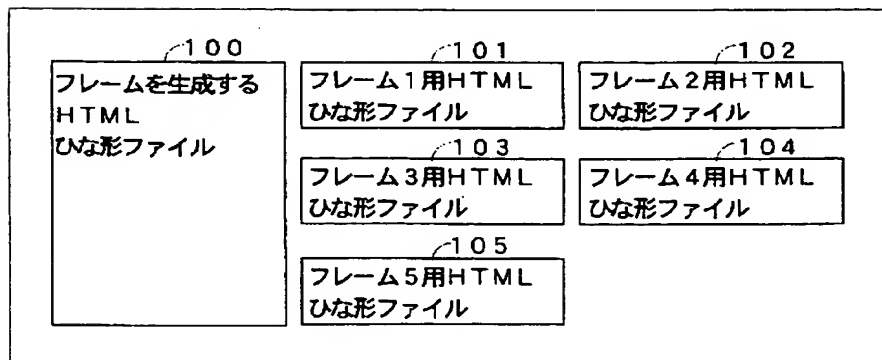 100
フレームを生成する
HTML
ひな形ファイル
101
フレーム1用HTML
ひな形ファイル
102
フレーム2用HTML
ひな形ファイル
103
フレーム3用HTML
ひな形ファイル
104
フレーム4用HTML
ひな形ファイル
105
フレーム5用HTML
ひな形ファイル